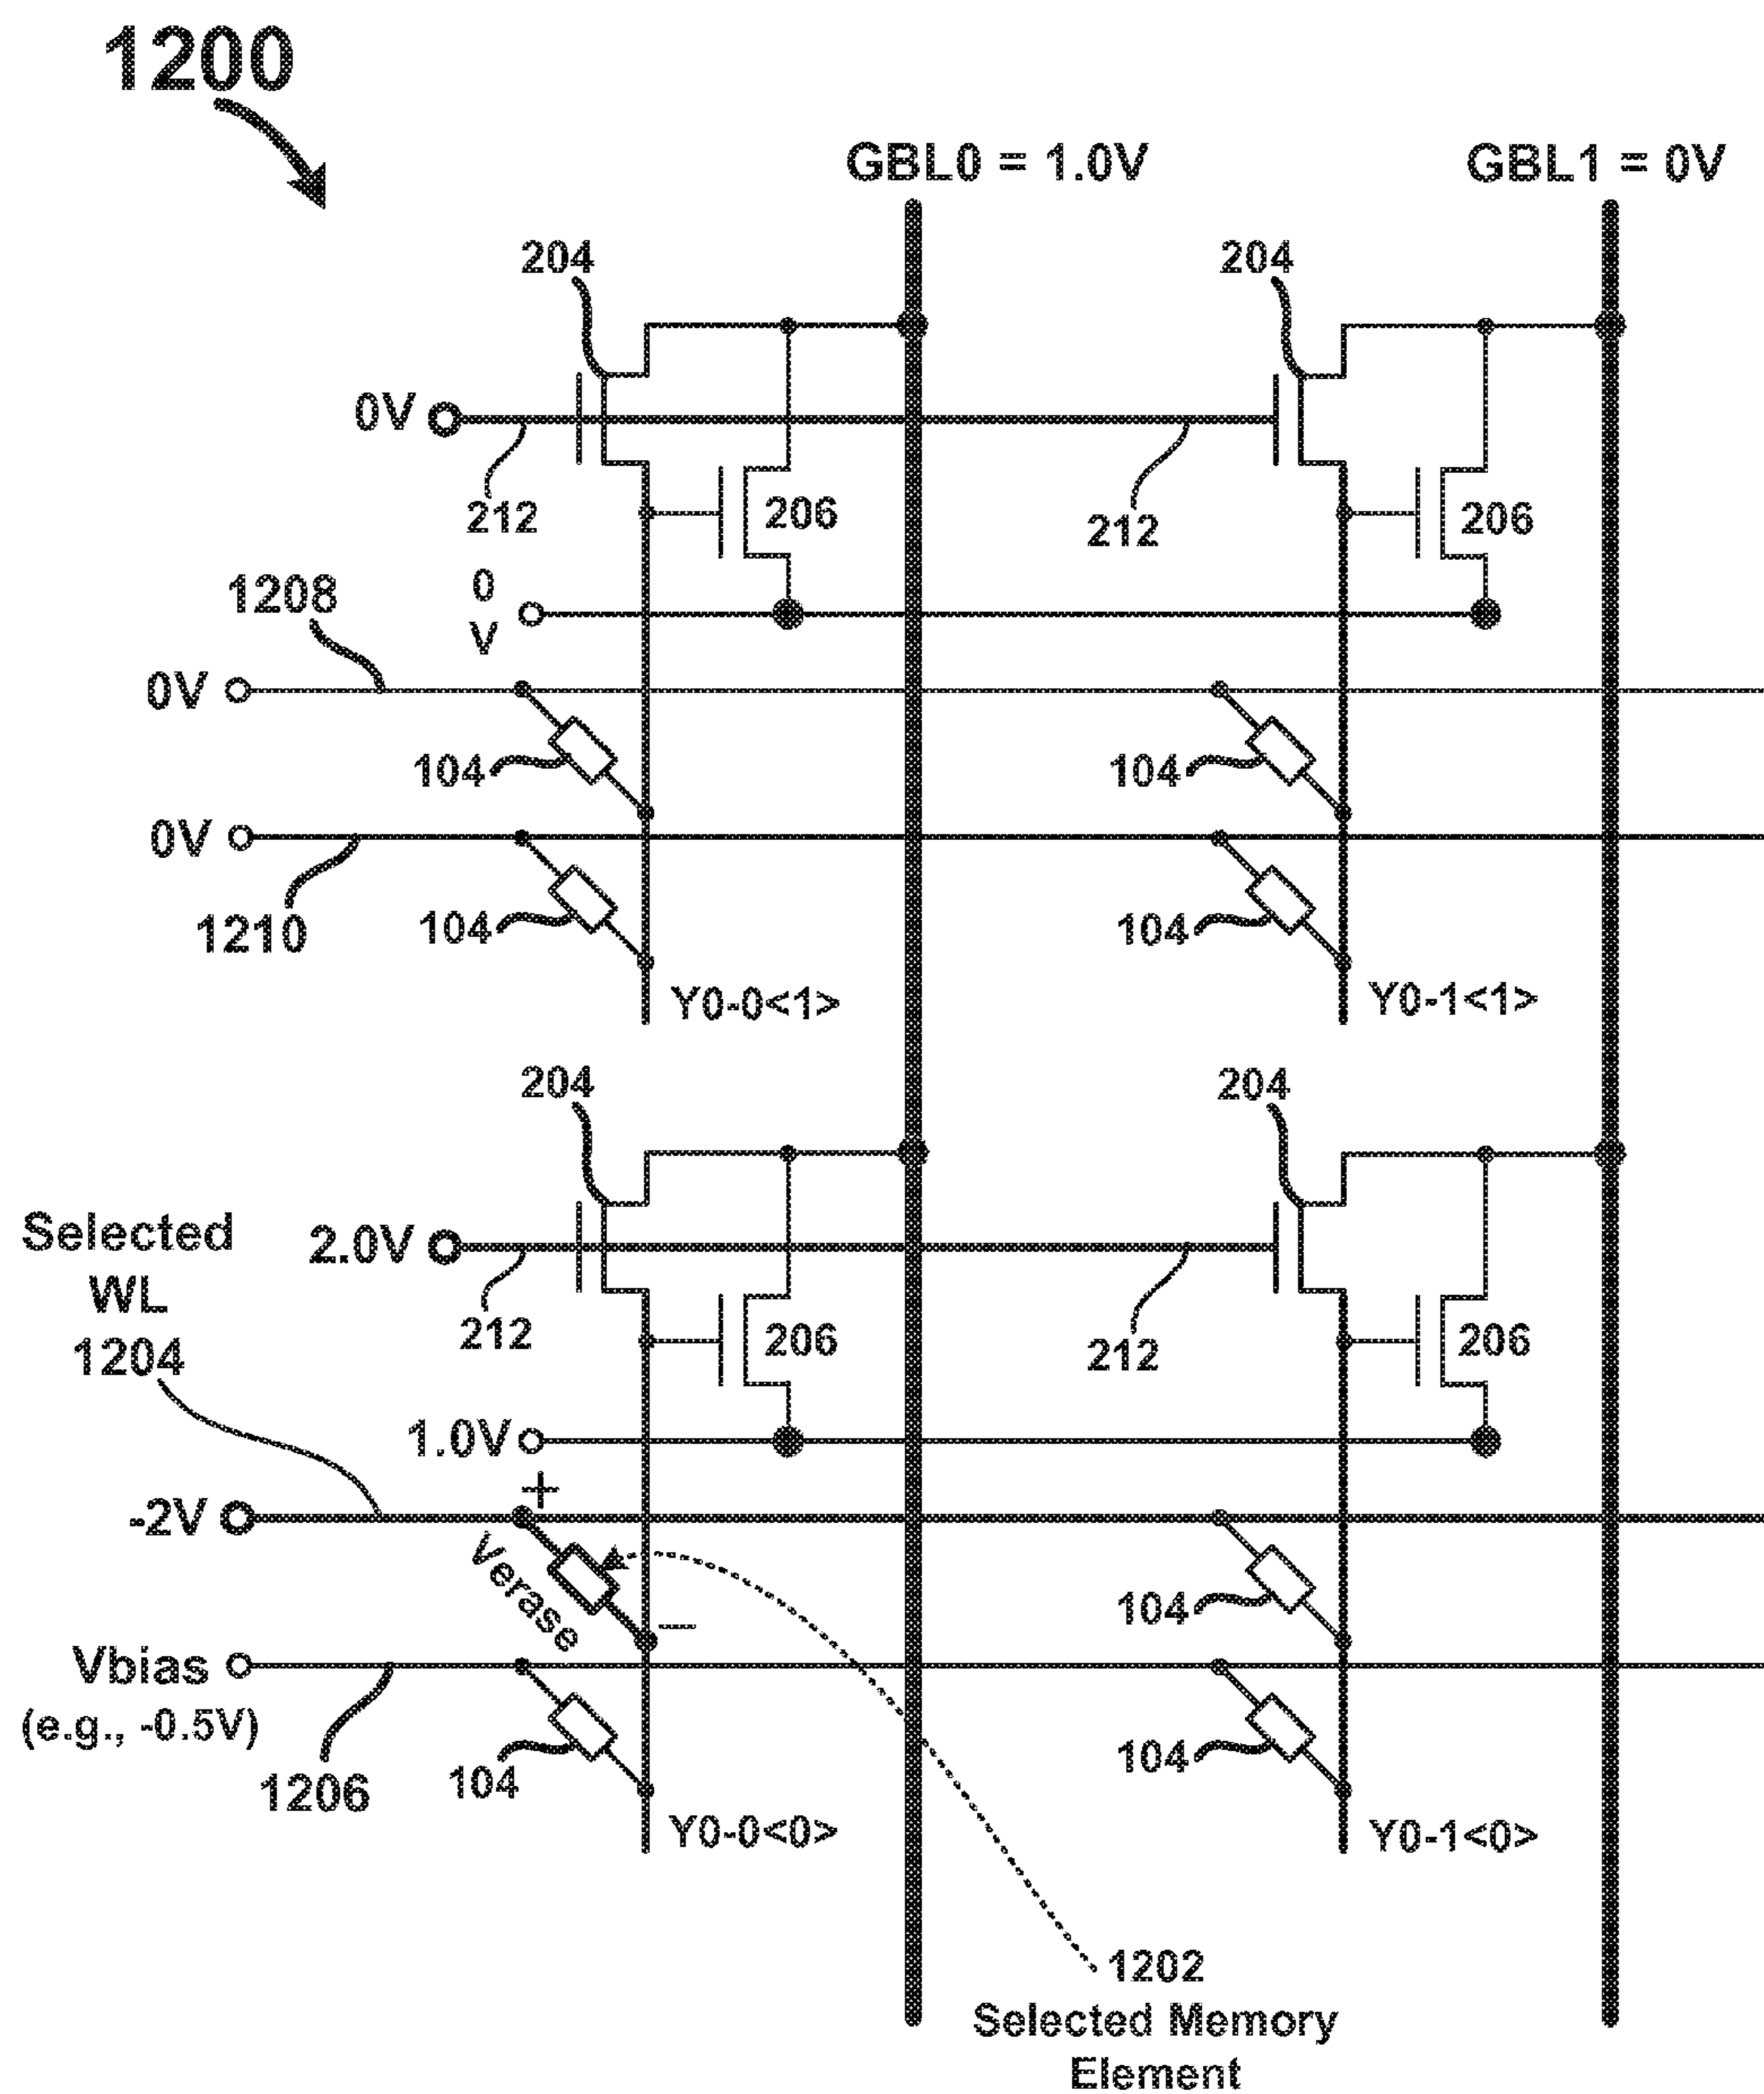 1200
GBL0 = 1.0V
GBL1 = 0V
204
204
0V
212
206
212
206
0
V
1208
0V
104
104
0V
1210
104
104
Y0-0<1>
Y0-1<1>
204
204
Selected
WL
1204
2.0V
212
206
212
206
1.0V
+
-2V
Verase
104
—
Vbias
(e.g., -0.5V)
1206
104
104
Y0-0<0>
Y0-1<0>
1202
Selected Memory
Element